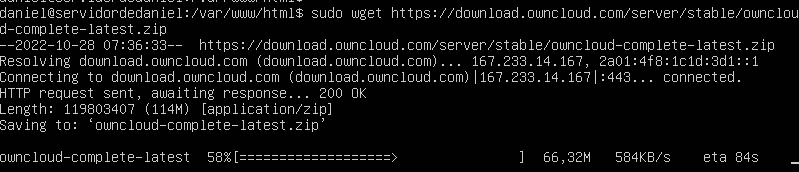 daniel@servidordedaniel:/var/www/html$ sudo wget https://download.owncloud.com/server/stable/ownclou
d-complete-latest.zip
--2022-10-28 07:36:33--  https://download.owncloud.com/server/stable/owncloud-complete-latest.zip
Resolving download.owncloud.com (download.owncloud.com)... 167.233.14.167, 2a01:4f8:1c1d:3d1::1
Connecting to download.owncloud.com (download.owncloud.com)|167.233.14.167|:443... connected.
HTTP request sent, awaiting response... 200 OK
Length: 119803407 (114M) [application/zip]
Saving to: ‘owncloud-complete-latest.zip’
owncloud-complete-latest  58%[===================>             ]  66,32M   584KB/s    eta 84s